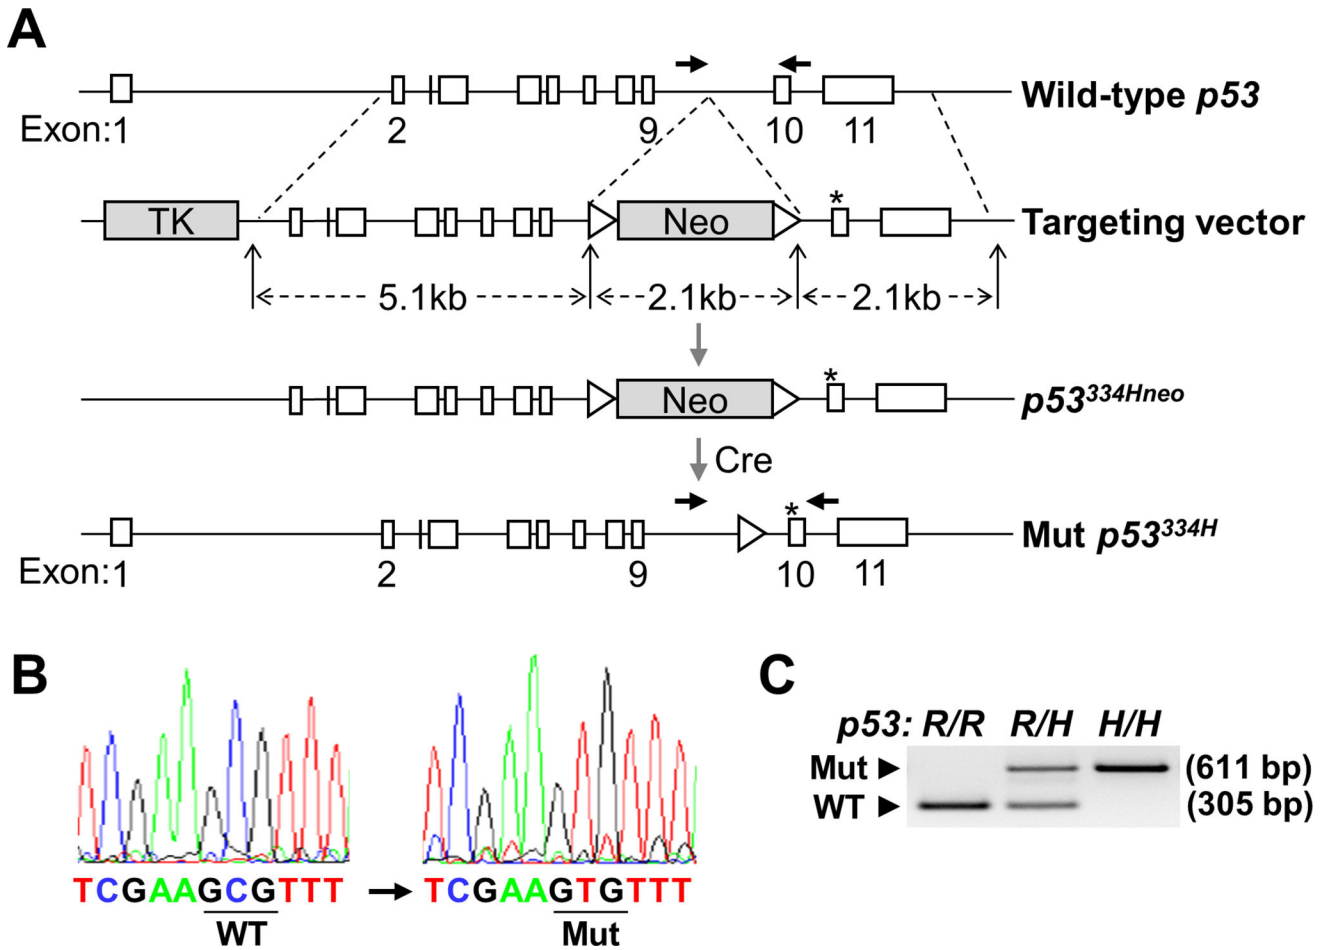 A
Wild-type p53
Exon:1 2 9 10 11
TK Neo * Targeting vector
5.1kb 2.1kb 2.1kb
Neo * p53334Hneo
Cre
* Mut p53334H
Exon:1 2 9 10 11
B
TCGAAGCGTTT TCGAAGTGTTT
WT Mut
C
p53: R/R R/H H/H
Mut (611 bp)
WT (305 bp)